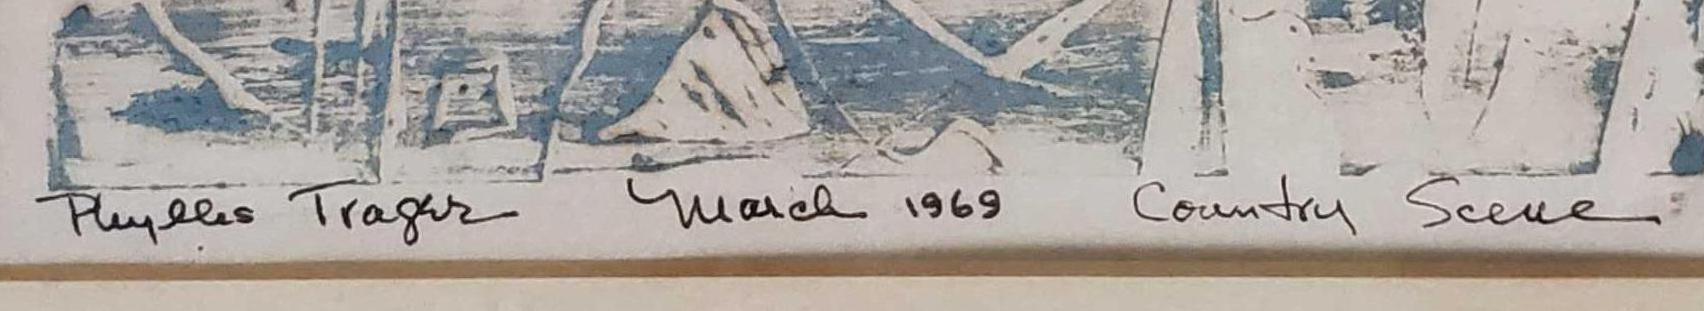 Phyllis Trager March 1969 Country Scene